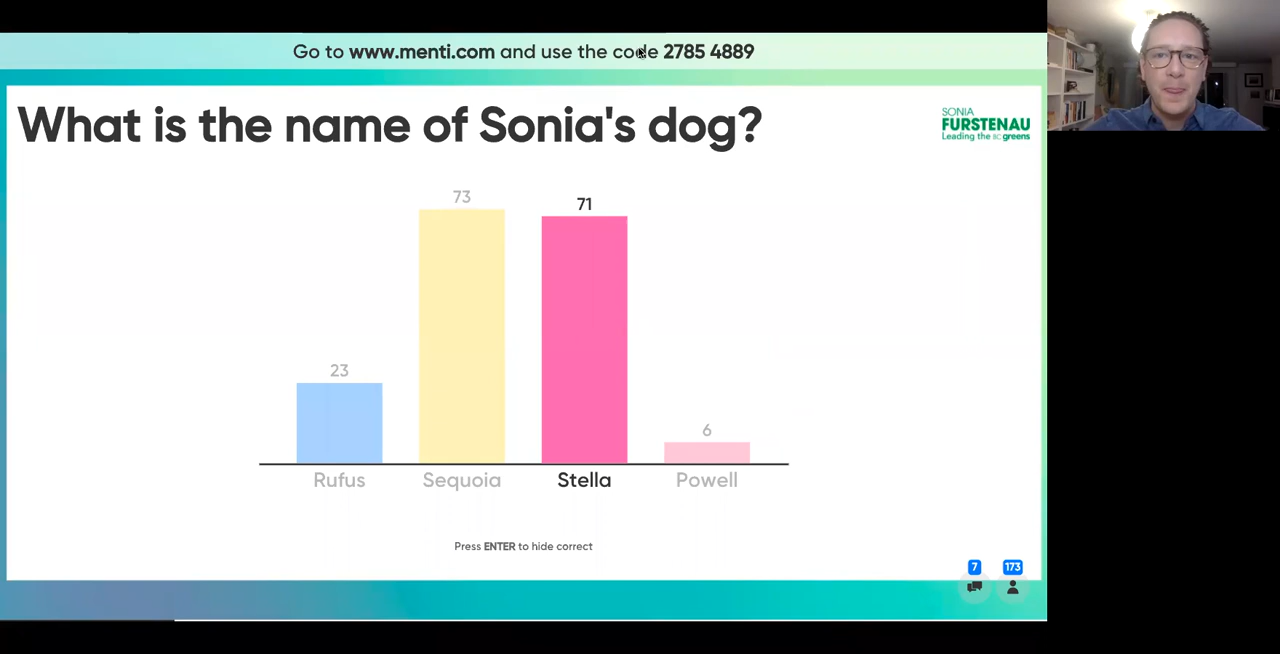 Go to www.menti.com and use the code 2785 4889
What is the name of Sonia's dog?
SONIA
FURSTENAU
Leading the BC greens
73
71
23
6
Rufus Sequoia Stella Powell
Press ENTER to hide correct
7 173